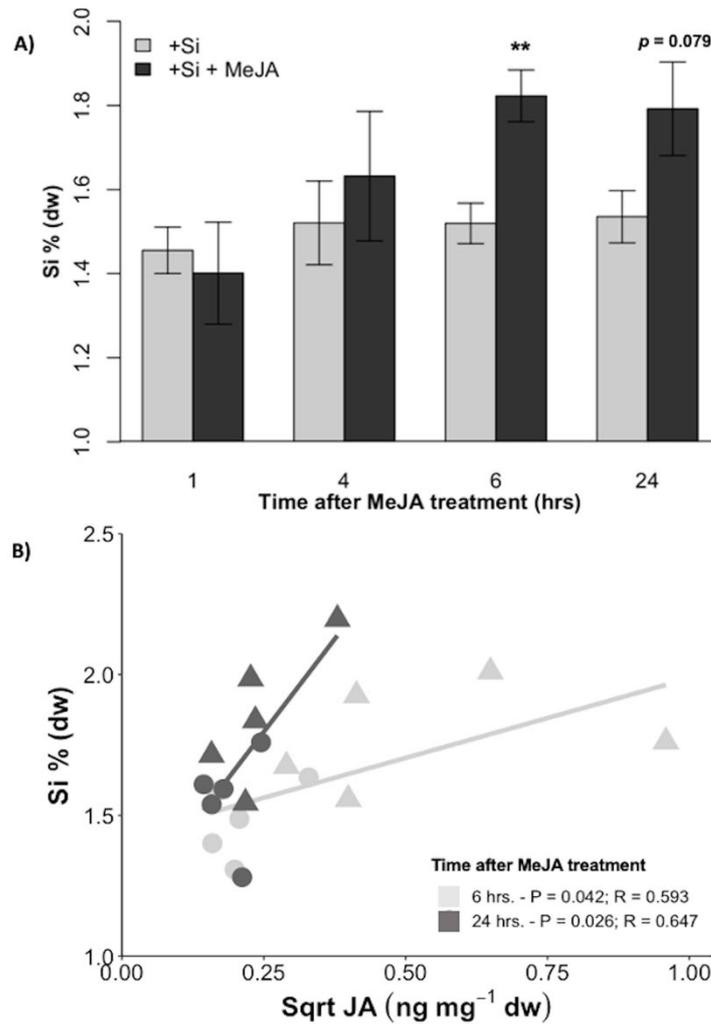 A)
2.0
1.8
1.6
1.4
1.2
1.0
Si % (dw)
+Si
+Si + MeJA
**
p = 0.079
1 4 6 24
Time after MeJA treatment (hrs)
B)
2.5
2.0
1.5
1.0
Si % (dw)
Time after MeJA treatment
6 hrs. - P = 0.042; R = 0.593
24 hrs. - P = 0.026; R = 0.647
0.00 0.25 0.50 0.75 1.00
Sqrt JA (ng mg⁻¹ dw)